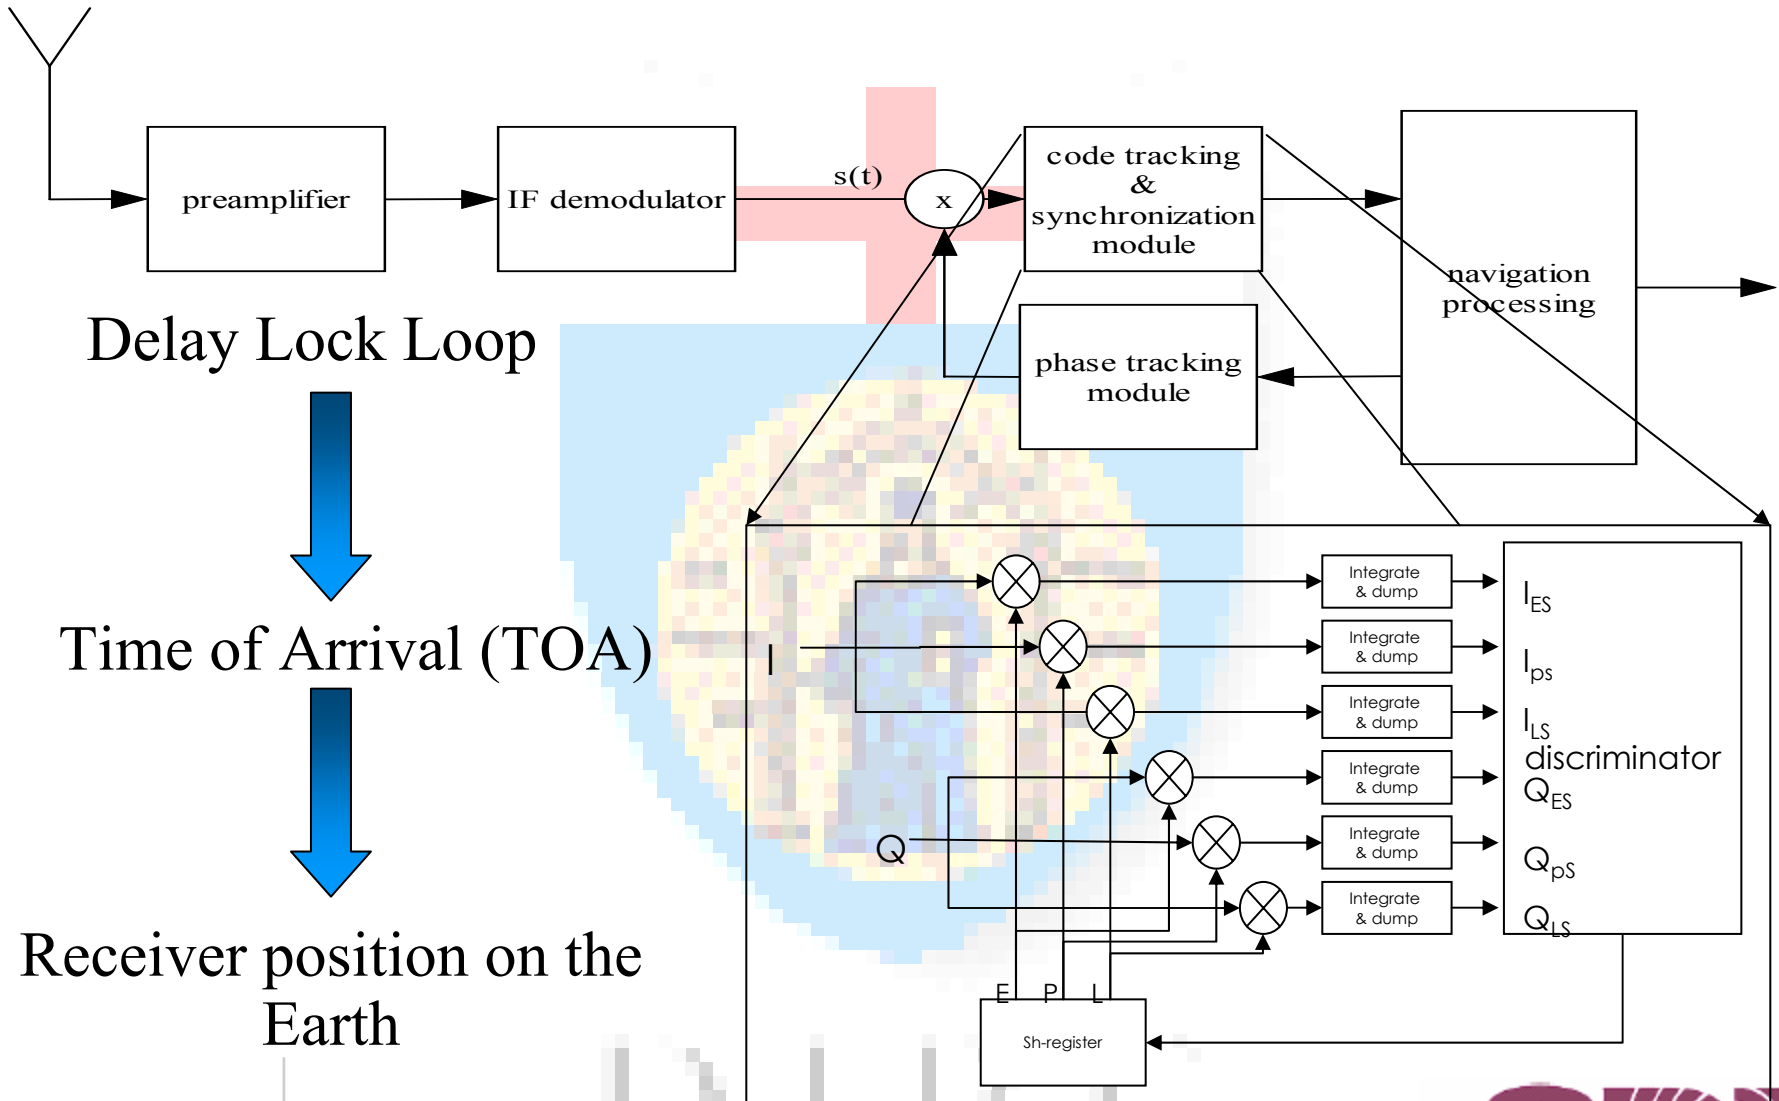 preamplifier
IF demodulator
s(t)
x
code tracking
&
synchronization
module
navigation
processing
phase tracking
module
Delay Lock Loop
Time of Arrival (TOA)
Receiver position on the
Earth
I
Q
Integrate
& dump
Integrate
& dump
Integrate
& dump
Integrate
& dump
Integrate
& dump
Integrate
& dump
IES
Ips
ILS
discriminator
QES
QpS
QLS
E P L
Sh-register